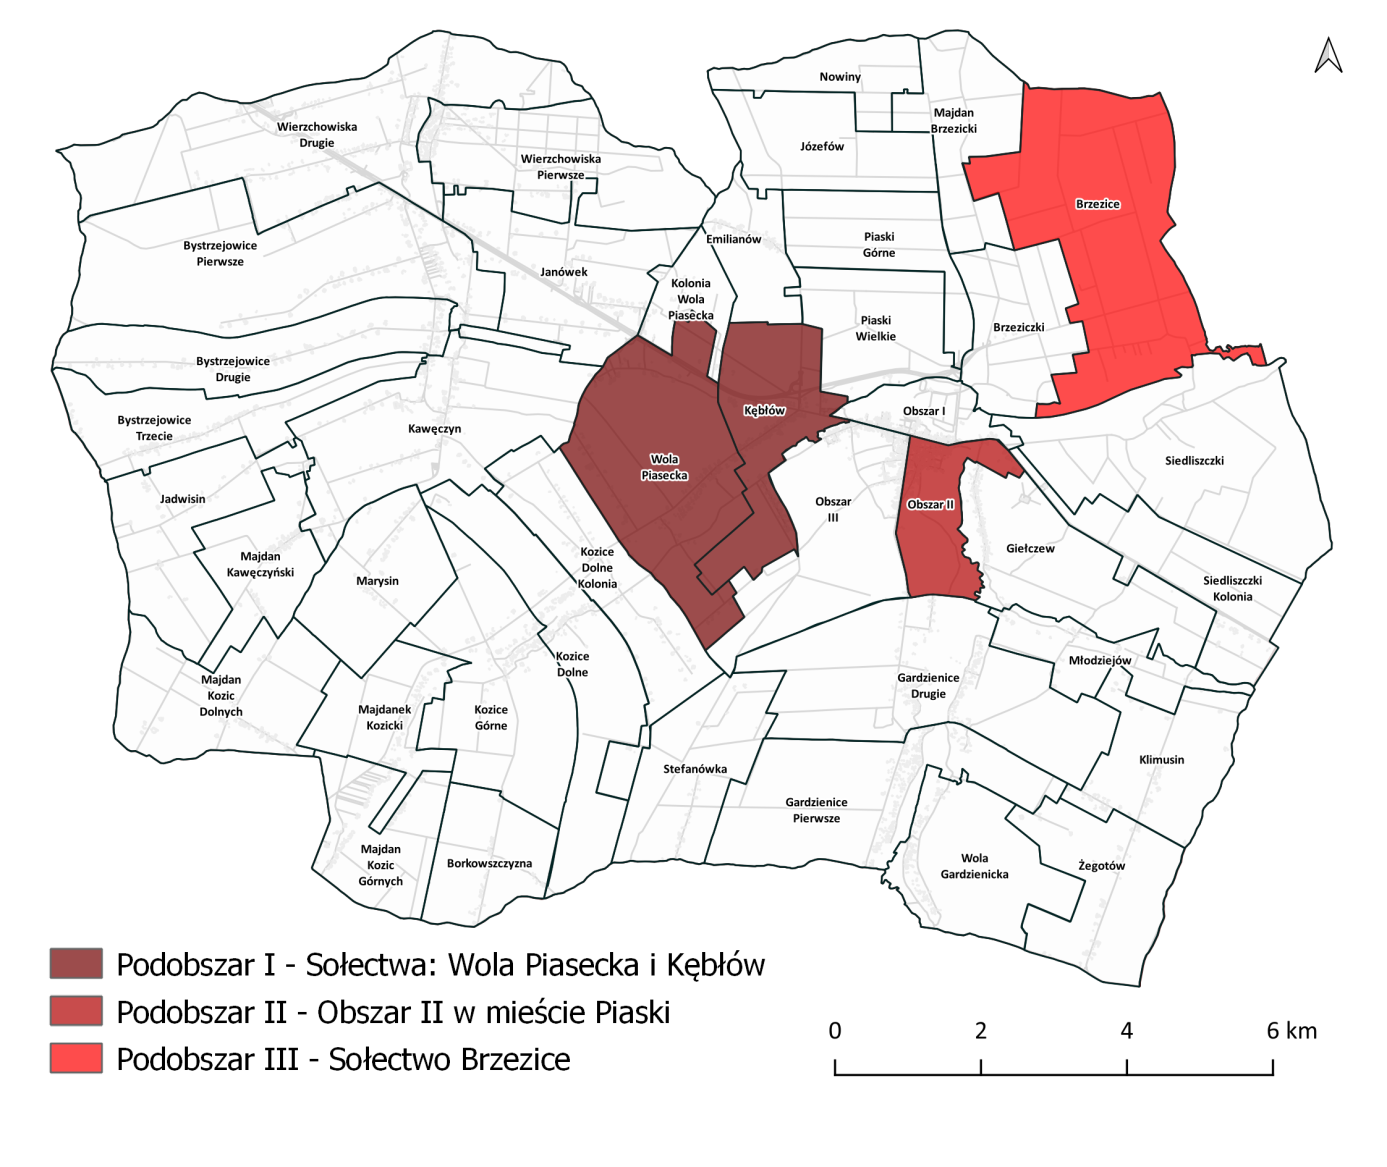 Nowiny
Majdan
Brzezicki
Wierzchowiska
Drugie
Józefów
Wierzchowiska
Pierwsze
Brzezice
Emilianów
Piaski
Górne
Bystrzejowice
Pierwsze
Janówek
Kolonia
Wola
Piasecka
Piaski
Wielkie
Brzeziczki
Bystrzejowice
Drugie
Kębłów
Obszar I
Bystrzejowice
Trzecie
Kawęczyn
Wola
Piasecka
Siedliszczki
Jadwisin
Obszar
III
Obszar II
Giełczew
Majdan
Kawęczyński
Marysin
Kozice
Dolne
Kolonia
Siedliszczki
Kolonia
Kozice
Dolne
Młodziejów
Majdan
Kozic
Dolnych
Gardzienice
Drugie
Majdanek
Kozicki
Kozice
Górne
Stefanówka
Klimusin
Gardzienice
Pierwsze
Majdan
Kozic
Górnych
Borkowszczyzna
Wola
Gardzienicka
Żegotów
Podobszar I - Sołectwa: Wola Piasecka i Kębłów
Podobszar II - Obszar II w mieście Piaski
Podobszar III - Sołectwo Brzezice
0 2 4 6 km